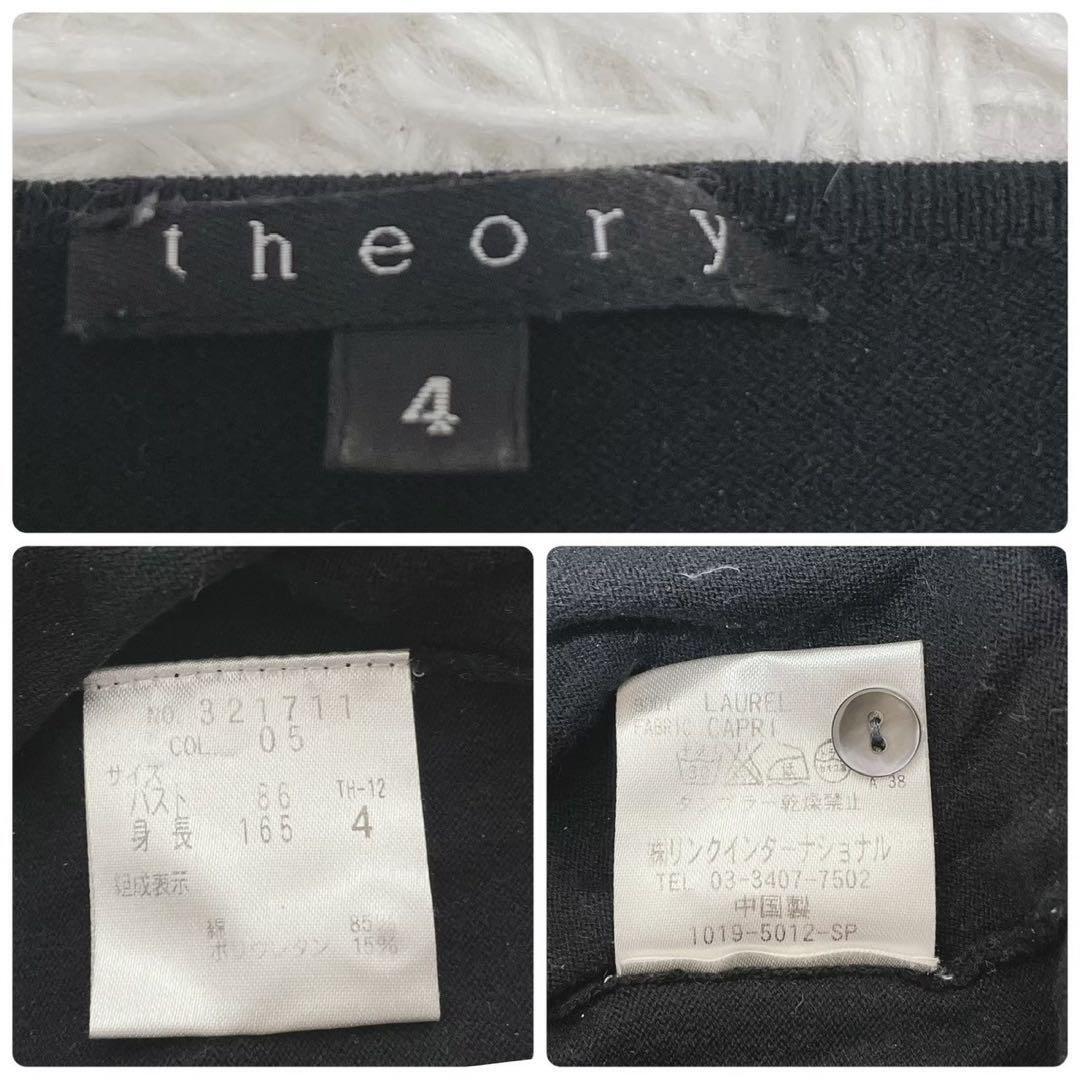 theory
4
NO 321711
COL 05
サイズ
バスト 86 TH-12
身長 165 4
組成表示
綿 85%
ポリウレタン 15%
BODY LAUREL
FABRIC CAPRI
A 38
タンブラー乾燥禁止
㈱リンクインターナショナル
TEL 03-3407-7502
中国製
1019-5012-SP